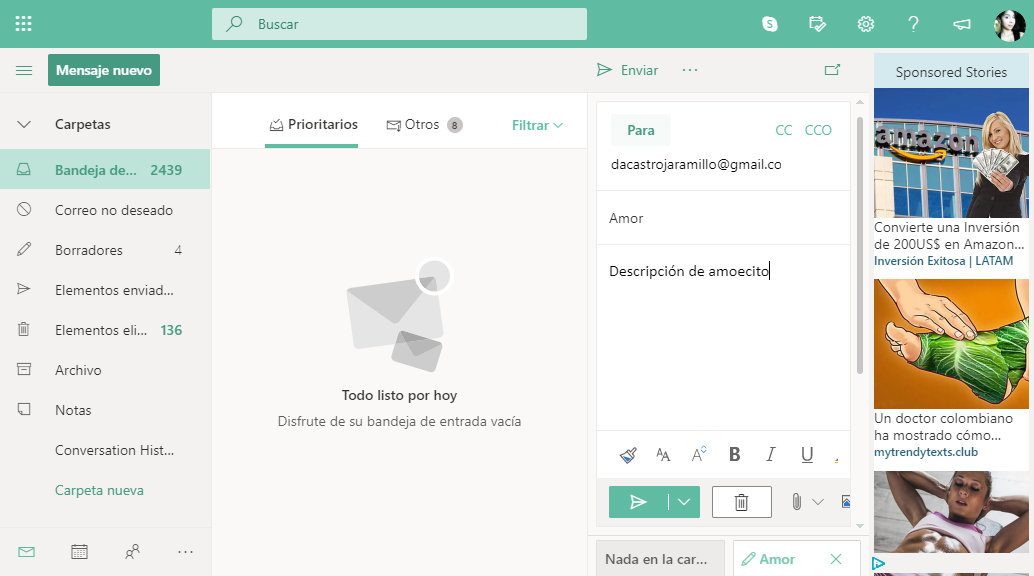 Buscar
Mensaje nuevo
Enviar
Carpetas
Bandeja de... 2439
Correo no deseado
Borradores 4
Elementos enviad...
Elementos eli... 136
Archivo
Notas
Conversation Hist...
Carpeta nueva
Prioritarios Otros 8 Filtrar
Todo listo por hoy
Disfrute de su bandeja de entrada vacía
Para CC CCO
dacastrojaramillo@gmail.co
Amor
Descripción de amoecito
B I U
Nada en la car... Amor
Sponsored Stories
amazon
Convierte una Inversión
de 200US$ en Amazon...
Inversión Exitosa | LATAM
Un doctor colombiano
ha mostrado cómo...
mytrendytexts.club